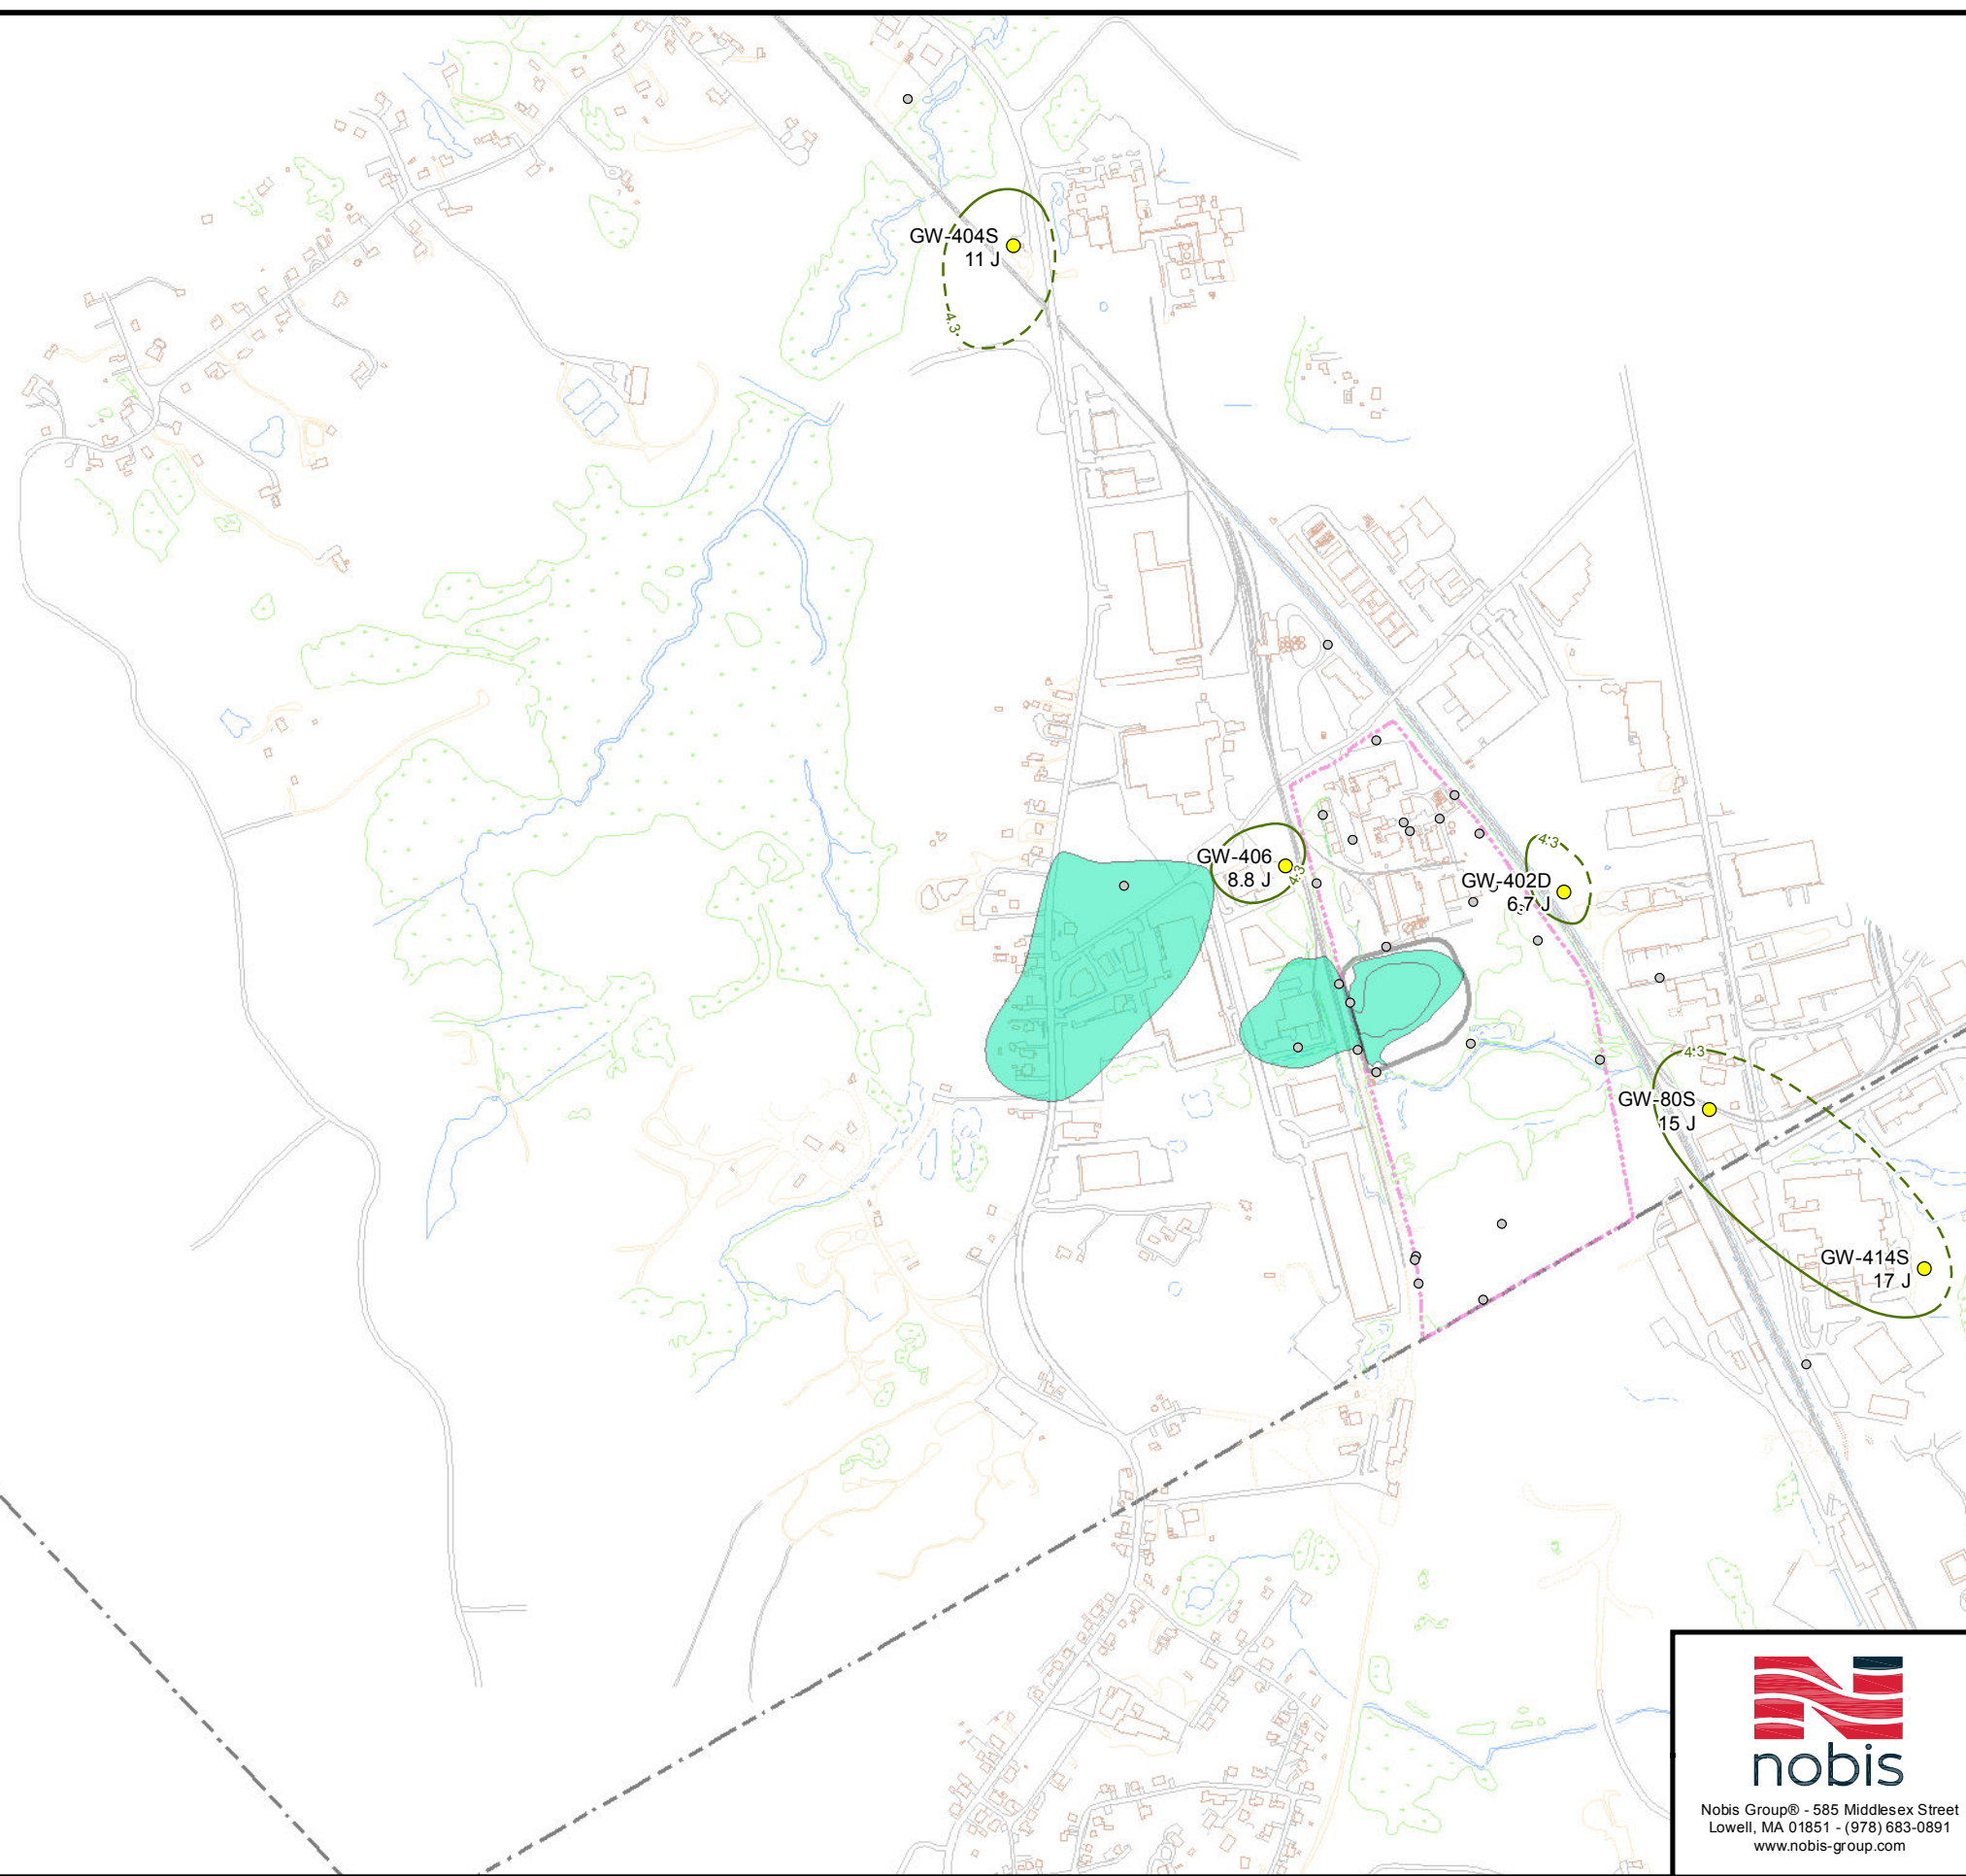 GW-404S
11 J
4.3
4.3
GW-406
8.8 J
4.3
GW-402D
6.7 J
4.3
GW-80S
15 J
GW-414S
17 J
nobis
Nobis Group® - 585 Middlesex Street
Lowell, MA 01851 - (978) 683-0891
www.nobis-group.com